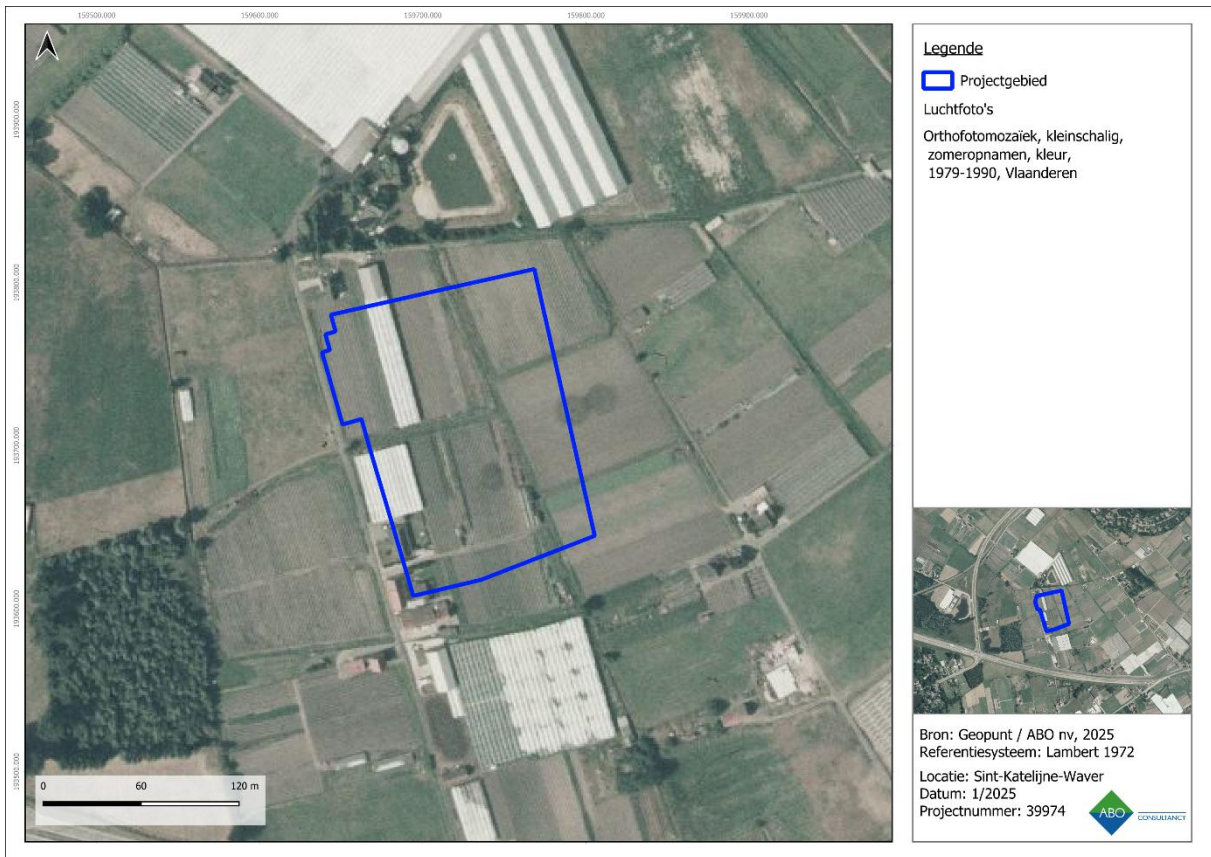 159500.000
159600.000
159700.000
159800.000
159900.000
193900.000
193800.000
193700.000
193600.000
193500.000
0
60
120 m
Legende
Projectgebied
Luchtfoto's
Orthofotomozaïek, kleinschalig,
zomeropnamen, kleur,
1979-1990, Vlaanderen
Bron: Geopunt / ABO nv, 2025
Referentiesysteem: Lambert 1972
Locatie: Sint-Katelijne-Waver
Datum: 1/2025
Projectnummer: 39974
ABO
CONSULTANCY